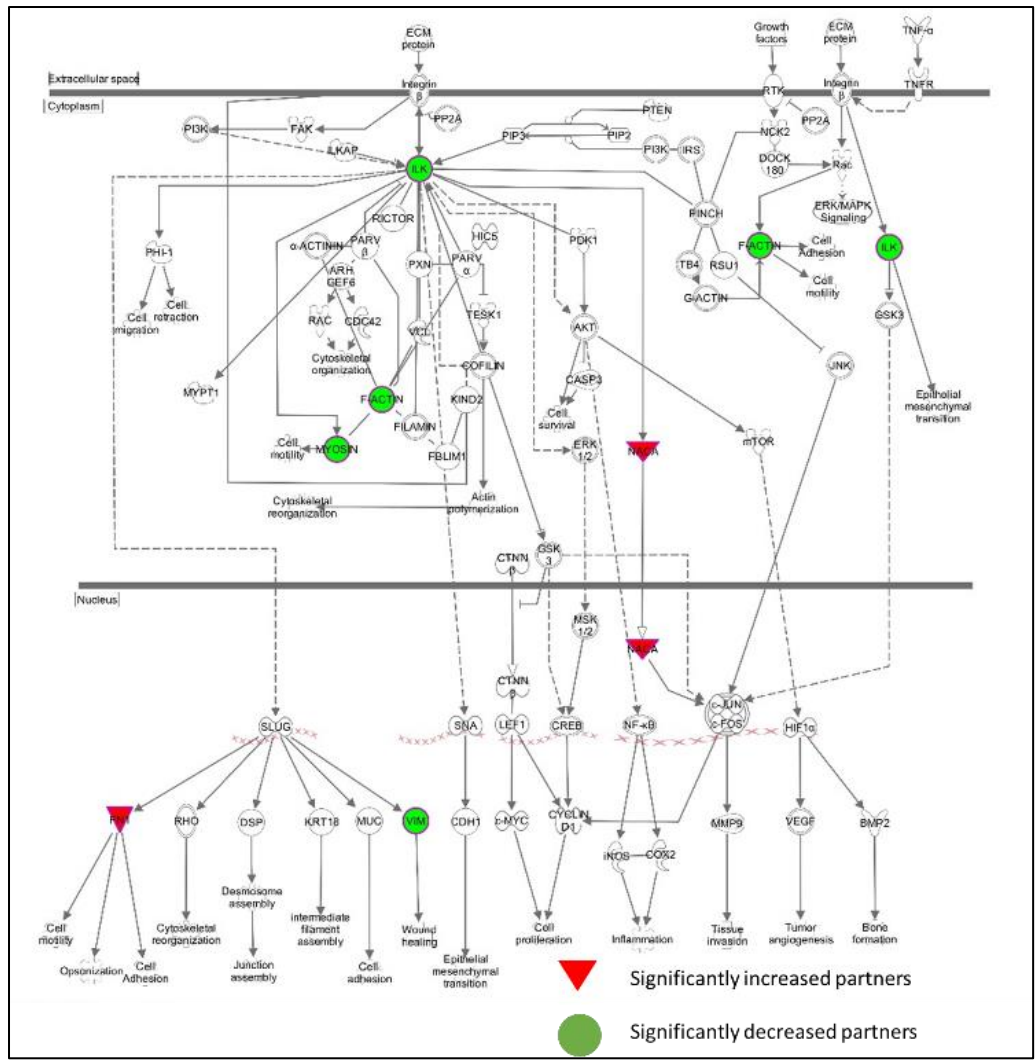 ECM
protein
Growth
factors
ECM
protein
TNF-α
Extracellular space
Integrin
β
RTK
Integrin
β
TNFR
Cytoplasm
PP2A
PTEN
PI3K
FAK
PIP3
PIP2
NCK2
PP2A
ILKAP
PI3K
IRS
DOCK
180
Rac
ILK
ERK/MAPK
Signaling
RICTOR
PINCH
HIC5
α-ACTININ
PARV
β
PDK1
F-ACTIN
Cell
Adhesion
ILK
PHI-1
PXN
PARV
α
TB4
RSU1
ARH
GEF6
Cell
motility
G-ACTIN
Cell
retraction
Cell
migration
RAC
CDC42
TESK1
GSK3
VCL
AKT
Cytoskeletal
organization
COFILIN
JNK
CASP3
MYPT1
F-ACTIN
KIND2
Epithelial
mesenchymal
transition
Cell
survival
FILAMIN
mTOR
Cell
motility
MYOSIN
FBLIM1
ERK
1/2
NACA
Cytoskeletal
reorganization
Actin
polymerization
CTNN
β
GSK
3
Nucleus
MSK
1/2
NACA
CTNN
β
c-JUN
c-FOS
SLUG
SNA
LEF1
CREB
NF-κB
HIF1α
FN1
RHO
DSP
KRT18
MUC
VIM
CDH1
c-MYC
CYCLIN
D1
MMP9
VEGF
BMP2
iNOS
COX2
Desmosome
assembly
intermediate
filament assembly
Cell
motility
Cytoskeletal
reorganization
Wound
healing
Cell
proliferation
Inflammation
Tissue
invasion
Tumor
angiogenesis
Bone
formation
Opsonization
Cell
Adhesion
Junction
assembly
Cell
adhesion
Epithelial
mesenchymal
transition
Significantly increased partners
Significantly decreased partners